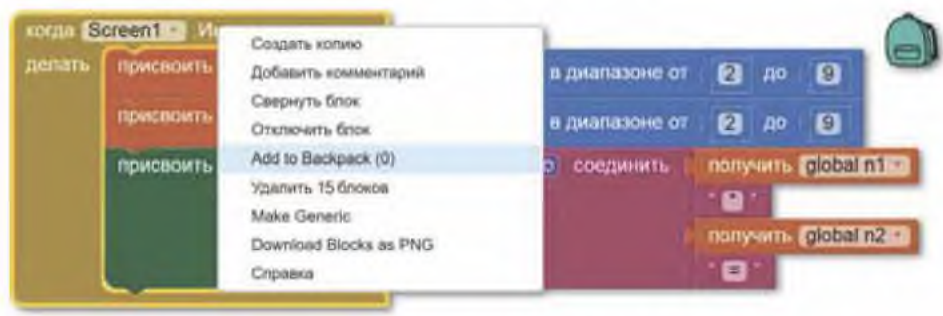 когда Screen1
Создать копию
делать присвоить Добавить комментарий в диапазоне от 2 до 9
Свернуть блок
присвоить Отключить блок в диапазоне от 2 до 9
присвоить Add to Backpack (0) соединить получить global n1
Удалить 15 блоков
Make Generic
Download Blocks as PNG получить global n2
Справка " = "